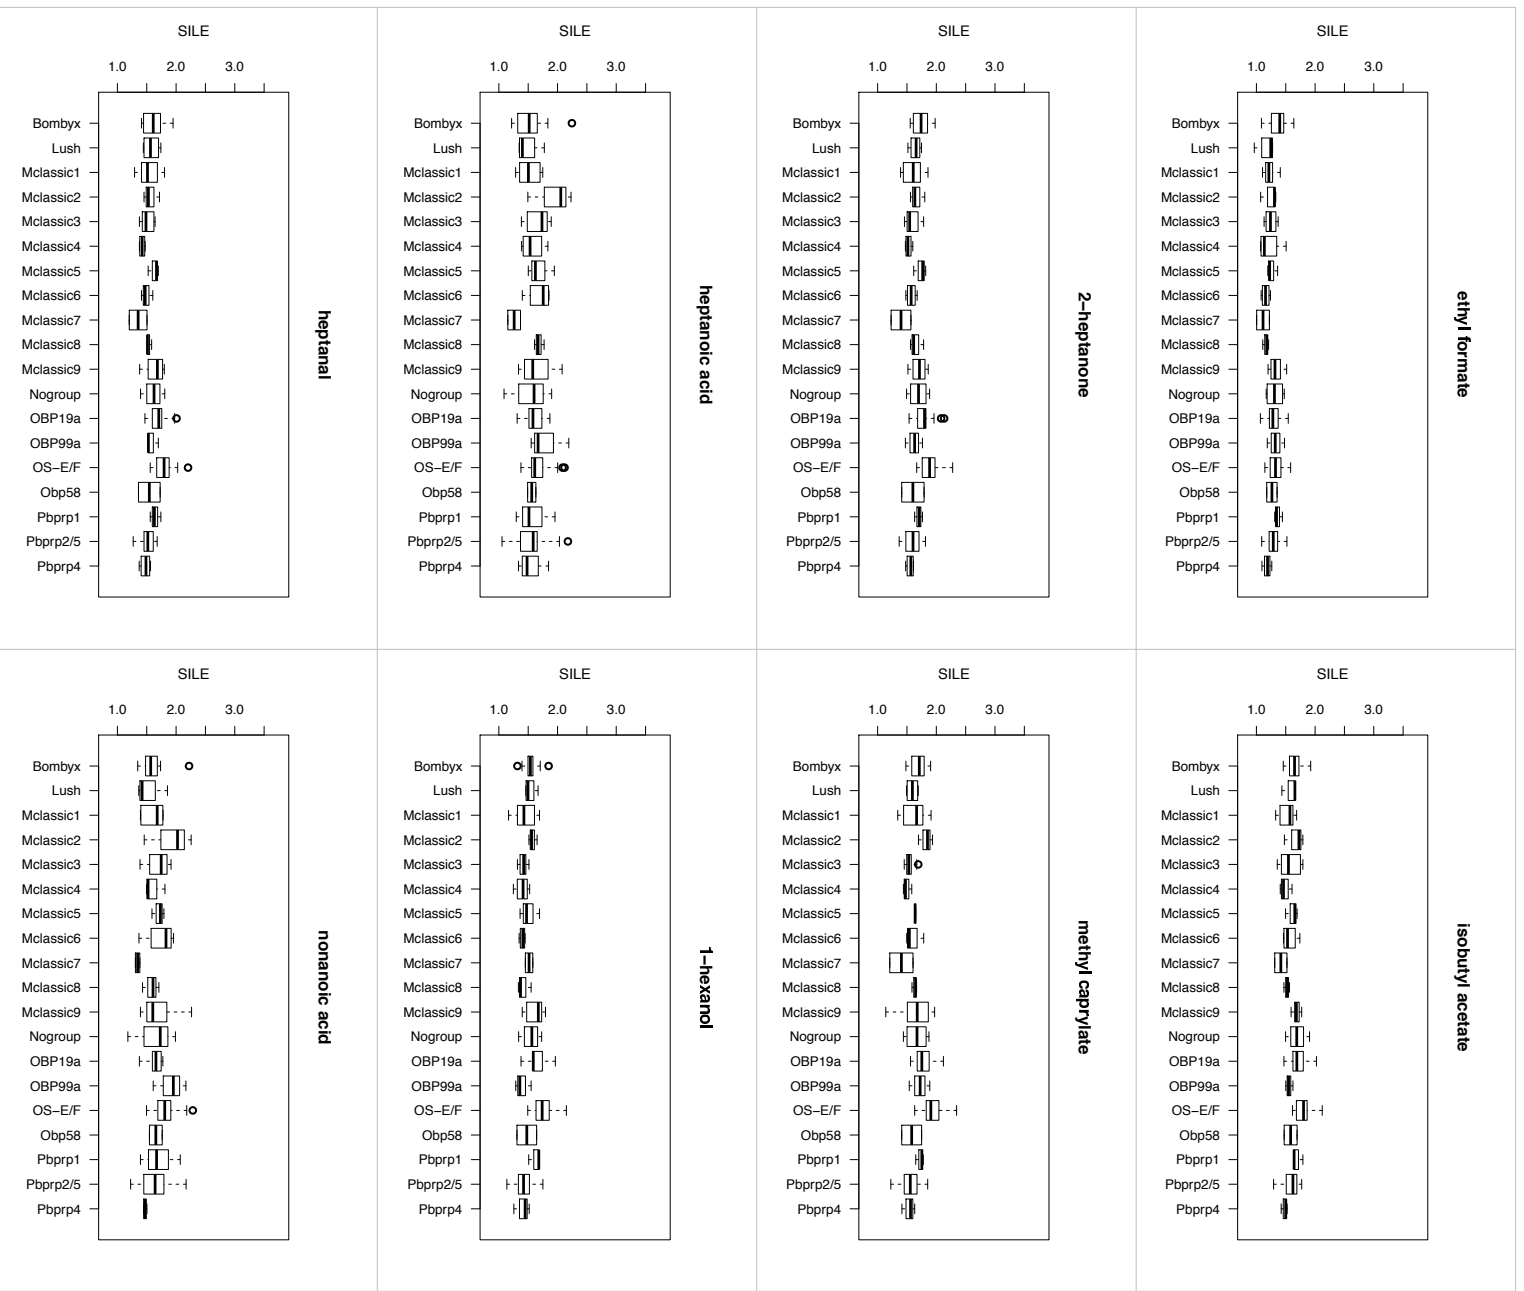 SILE
1.0 2.0 3.0
Bombyx
Lush
Mclassic1
Mclassic2
Mclassic3
Mclassic4
Mclassic5
Mclassic6
Mclassic7
Mclassic8
Mclassic9
Nogroup
OBP19a
OBP99a
OS−E/F
Obp58
Pbprp1
Pbprp2/5
Pbprp4
heptanal
SILE
1.0 2.0 3.0
Bombyx
Lush
Mclassic1
Mclassic2
Mclassic3
Mclassic4
Mclassic5
Mclassic6
Mclassic7
Mclassic8
Mclassic9
Nogroup
OBP19a
OBP99a
OS−E/F
Obp58
Pbprp1
Pbprp2/5
Pbprp4
heptanoic acid
SILE
1.0 2.0 3.0
Bombyx
Lush
Mclassic1
Mclassic2
Mclassic3
Mclassic4
Mclassic5
Mclassic6
Mclassic7
Mclassic8
Mclassic9
Nogroup
OBP19a
OBP99a
OS−E/F
Obp58
Pbprp1
Pbprp2/5
Pbprp4
2−heptanone
SILE
1.0 2.0 3.0
Bombyx
Lush
Mclassic1
Mclassic2
Mclassic3
Mclassic4
Mclassic5
Mclassic6
Mclassic7
Mclassic8
Mclassic9
Nogroup
OBP19a
OBP99a
OS−E/F
Obp58
Pbprp1
Pbprp2/5
Pbprp4
ethyl formate
SILE
1.0 2.0 3.0
Bombyx
Lush
Mclassic1
Mclassic2
Mclassic3
Mclassic4
Mclassic5
Mclassic6
Mclassic7
Mclassic8
Mclassic9
Nogroup
OBP19a
OBP99a
OS−E/F
Obp58
Pbprp1
Pbprp2/5
Pbprp4
nonanoic acid
SILE
1.0 2.0 3.0
Bombyx
Lush
Mclassic1
Mclassic2
Mclassic3
Mclassic4
Mclassic5
Mclassic6
Mclassic7
Mclassic8
Mclassic9
Nogroup
OBP19a
OBP99a
OS−E/F
Obp58
Pbprp1
Pbprp2/5
Pbprp4
1−hexanol
SILE
1.0 2.0 3.0
Bombyx
Lush
Mclassic1
Mclassic2
Mclassic3
Mclassic4
Mclassic5
Mclassic6
Mclassic7
Mclassic8
Mclassic9
Nogroup
OBP19a
OBP99a
OS−E/F
Obp58
Pbprp1
Pbprp2/5
Pbprp4
methyl caprylate
SILE
1.0 2.0 3.0
Bombyx
Lush
Mclassic1
Mclassic2
Mclassic3
Mclassic4
Mclassic5
Mclassic6
Mclassic7
Mclassic8
Mclassic9
Nogroup
OBP19a
OBP99a
OS−E/F
Obp58
Pbprp1
Pbprp2/5
Pbprp4
isobutyl acetate